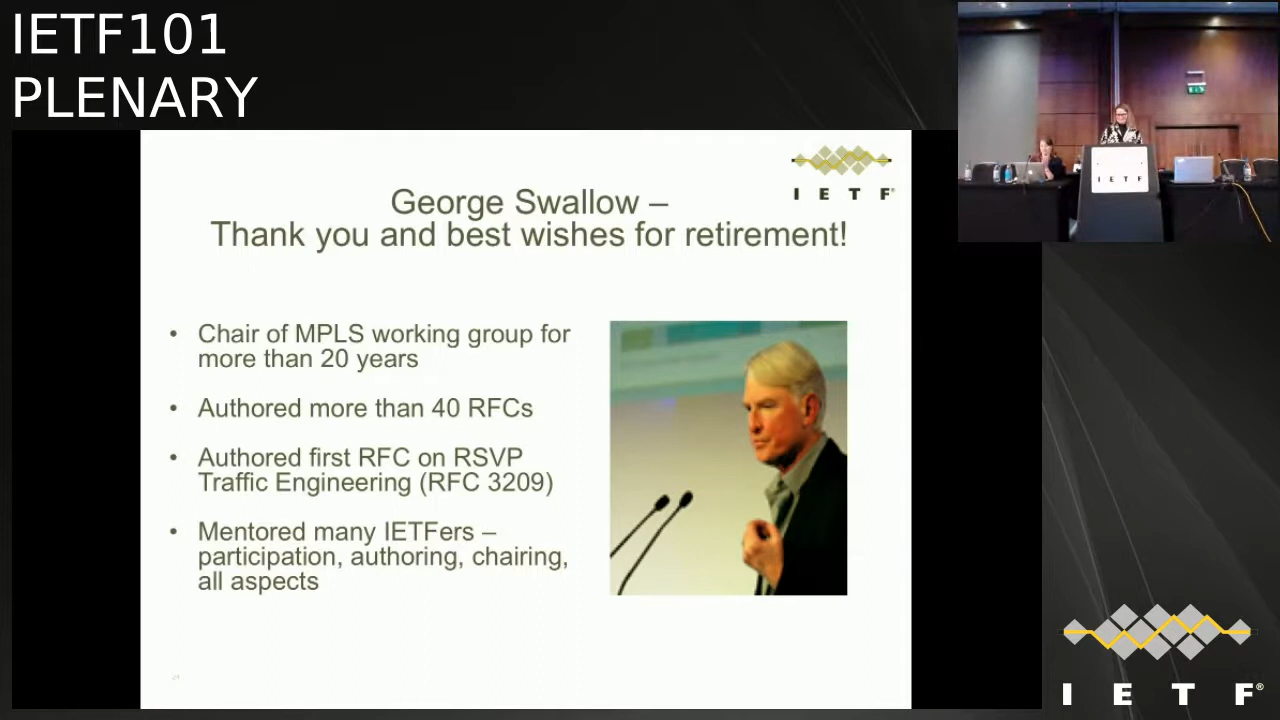 IETF101
PLENARY
I E T F®
George Swallow –
Thank you and best wishes for retirement!
• Chair of MPLS working group for
more than 20 years
• Authored more than 40 RFCs
• Authored first RFC on RSVP
Traffic Engineering (RFC 3209)
• Mentored many IETFers –
participation, authoring, chairing,
all aspects
I E T F
I E T F®